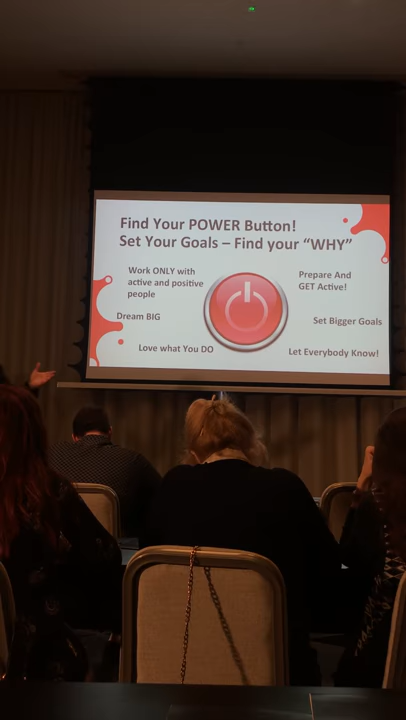 Find Your POWER Button!
Set Your Goals – Find your “WHY”
Work ONLY with
active and positive
people
Dream BIG
Love what You DO
Prepare And
GET Active!
Set Bigger Goals
Let Everybody Know!